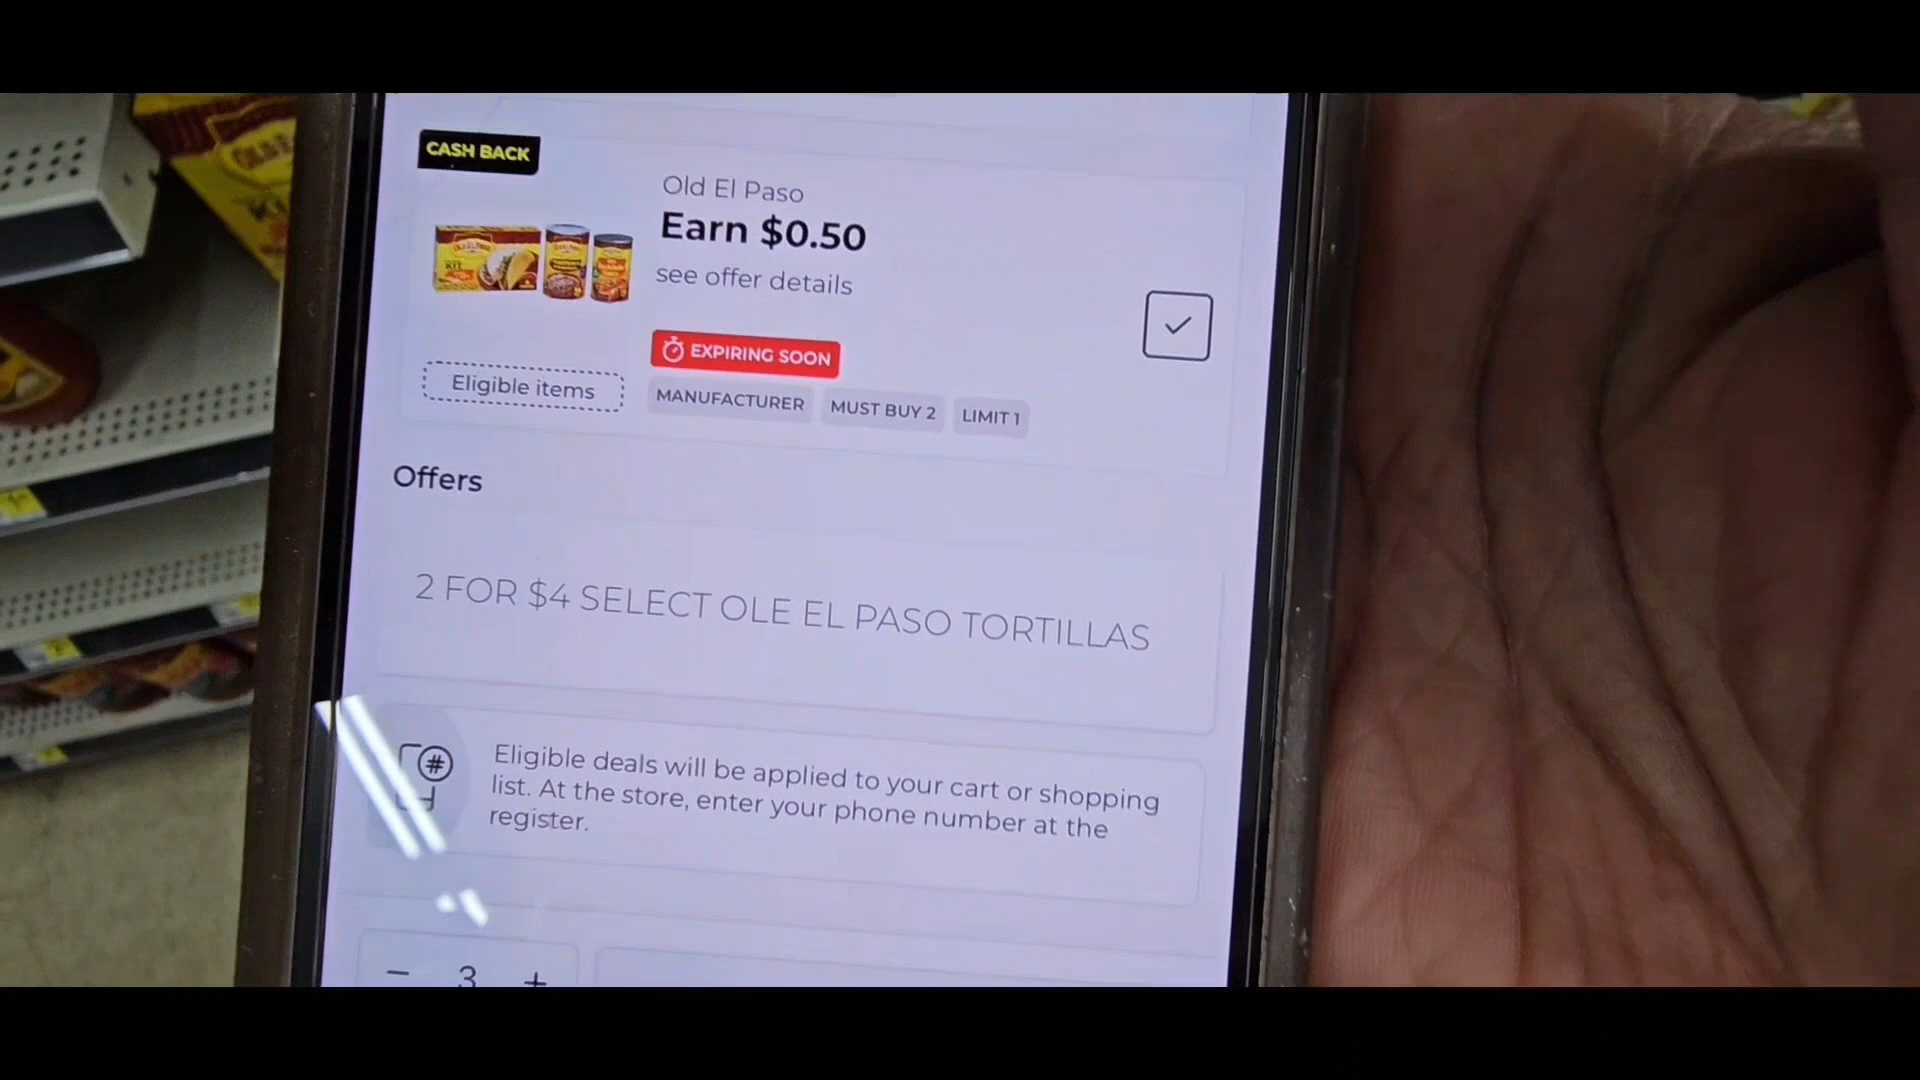 CASH BACK
Old El Paso
Earn $0.50
see offer details
EXPIRING SOON
Eligible items
MANUFACTURER
MUST BUY 2
LIMIT 1
Offers
2 FOR $4 SELECT OLE EL PASO TORTILLAS
Eligible deals will be applied to your cart or shopping
list. At the store, enter your phone number at the
register.
− 3 +